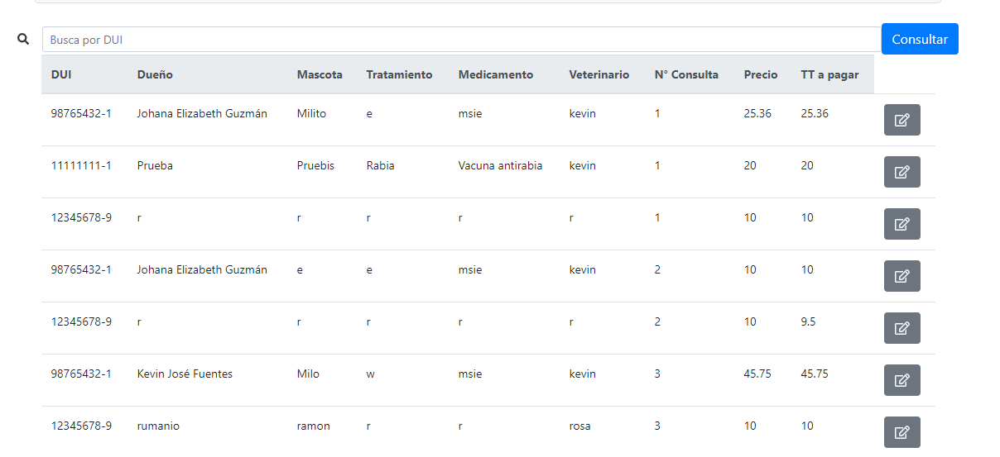 Busca por DUI Consultar
DUI Dueño Mascota Tratamiento Medicamento Veterinario N° Consulta Precio TT a pagar
98765432-1 Johana Elizabeth Guzmán Milito e msie kevin 1 25.36 25.36
11111111-1 Prueba Pruebis Rabia Vacuna antirabia kevin 1 20 20
12345678-9 r r r r r 1 10 10
98765432-1 Johana Elizabeth Guzmán e e msie kevin 2 10 10
12345678-9 r r r r r 2 10 9.5
98765432-1 Kevin José Fuentes Milo w msie kevin 3 45.75 45.75
12345678-9 rumanio ramon r r rosa 3 10 10